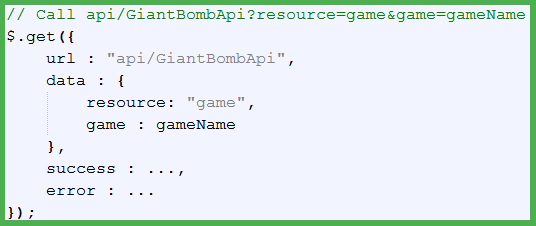 // Call api/GiantBombApi?resource=game&game=gameName
$.get({
    url : "api/GiantBombApi",
    data : {
        resource: "game",
        game : gameName
    },
    success : ...,
    error : ...
});